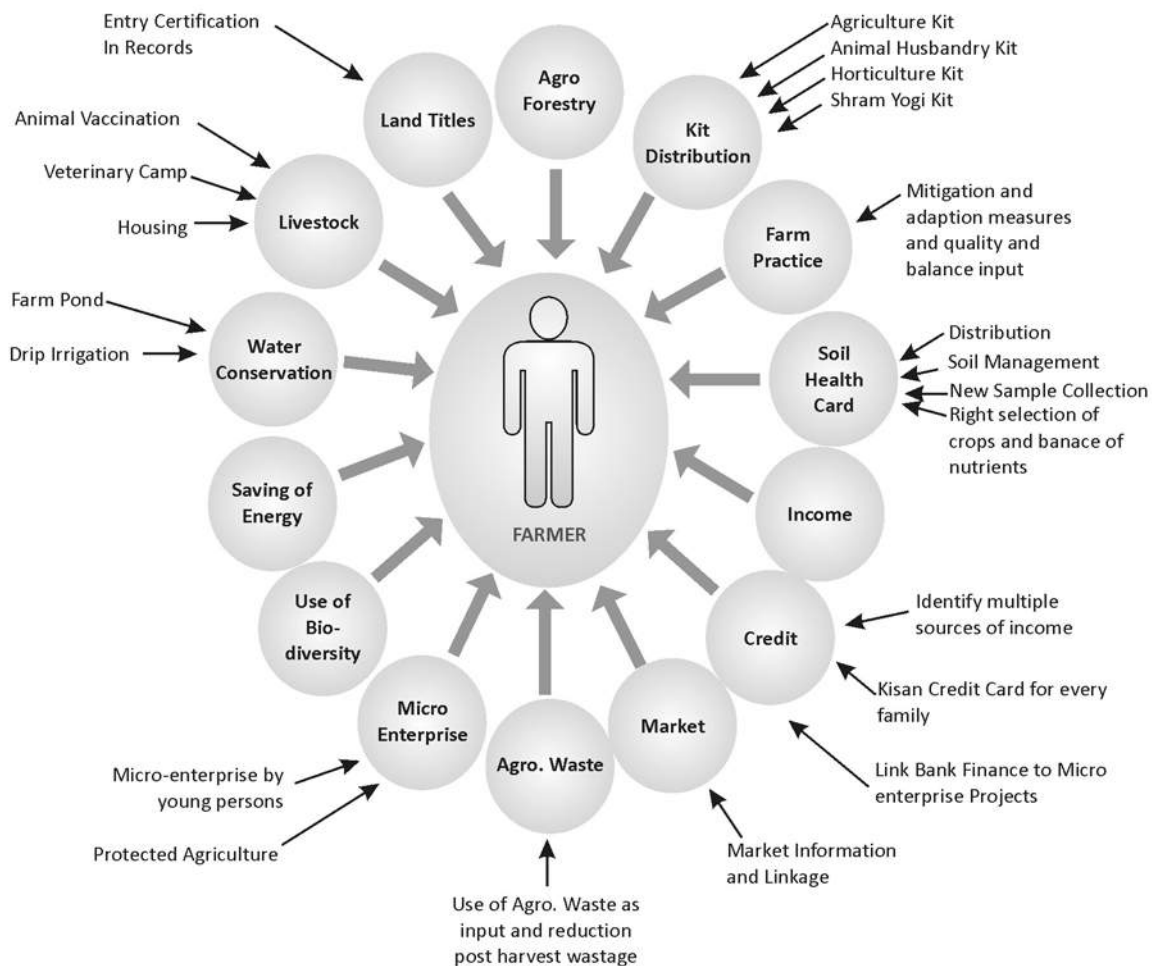 Entry Certification
In Records
Agro
Forestry
Agriculture Kit
Animal Husbandry Kit
Horticulture Kit
Shram Yogi Kit
Land Titles
Kit
Distribution
Animal Vaccination
Veterinary Camp
Housing
Livestock
Farm
Practice
Mitigation and
adaption measures
and quality and
balance input
Farm Pond
Drip Irrigation
Water
Conservation
Soil
Health
Card
Distribution
Soil Management
New Sample Collection
Right selection of
crops and banace of
nutrients
Saving of
Energy
FARMER
Income
Use of
Bio-
diversity
Credit
Identify multiple
sources of income
Kisan Credit Card for every
family
Link Bank Finance to Micro
enterprise Projects
Micro
Enterprise
Agro. Waste
Market
Micro-enterprise by
young persons
Protected Agriculture
Market Information
and Linkage
Use of Agro. Waste as
input and reduction
post harvest wastage